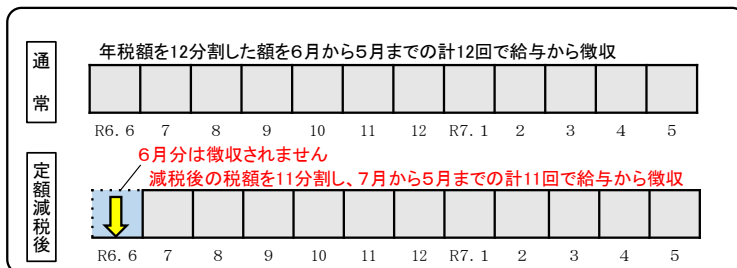 通常
年税額を12分割した額を6月から5月までの計12回で給与から徴収
R6. 6 7 8 9 10 11 12 R7. 1 2 3 4 5
定額減税後
6月分は徴収されません
減税後の税額を11分割し、7月から5月までの計11回で給与から徴収
R6. 6 7 8 9 10 11 12 R7. 1 2 3 4 5